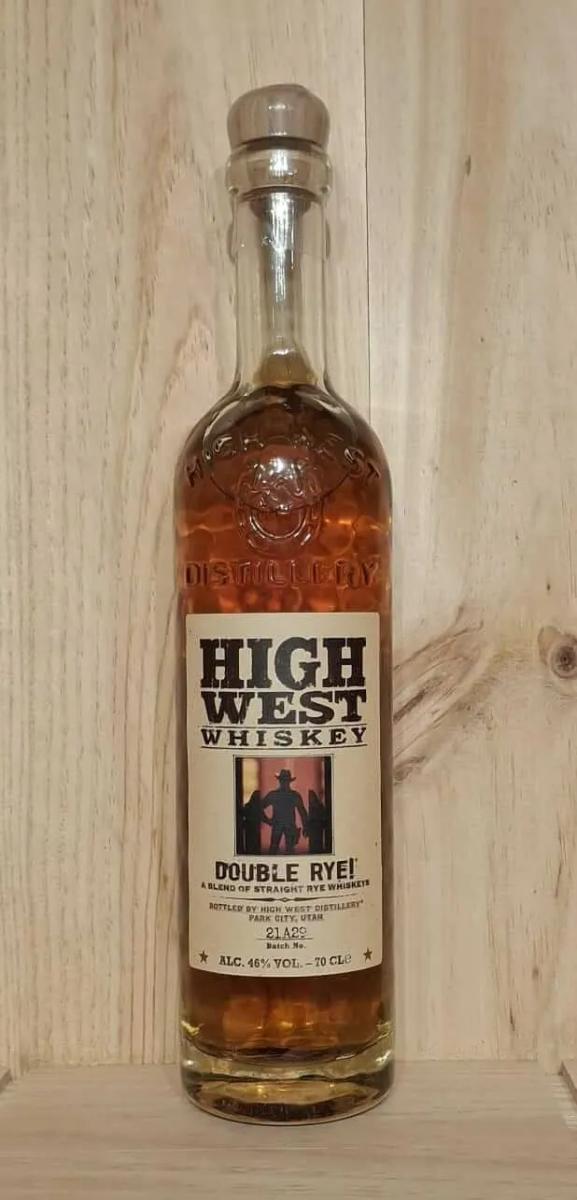 HIGH WEST
DISTILLERY
HIGH
WEST
WHISKEY
DOUBLE RYE!
A BLEND OF STRAIGHT RYE WHISKEYS
BOTTLED BY HIGH WEST DISTILLERY
PARK CITY, UTAH
21A29
Batch No.
★ ALC. 46% VOL. – 70 CLe ★